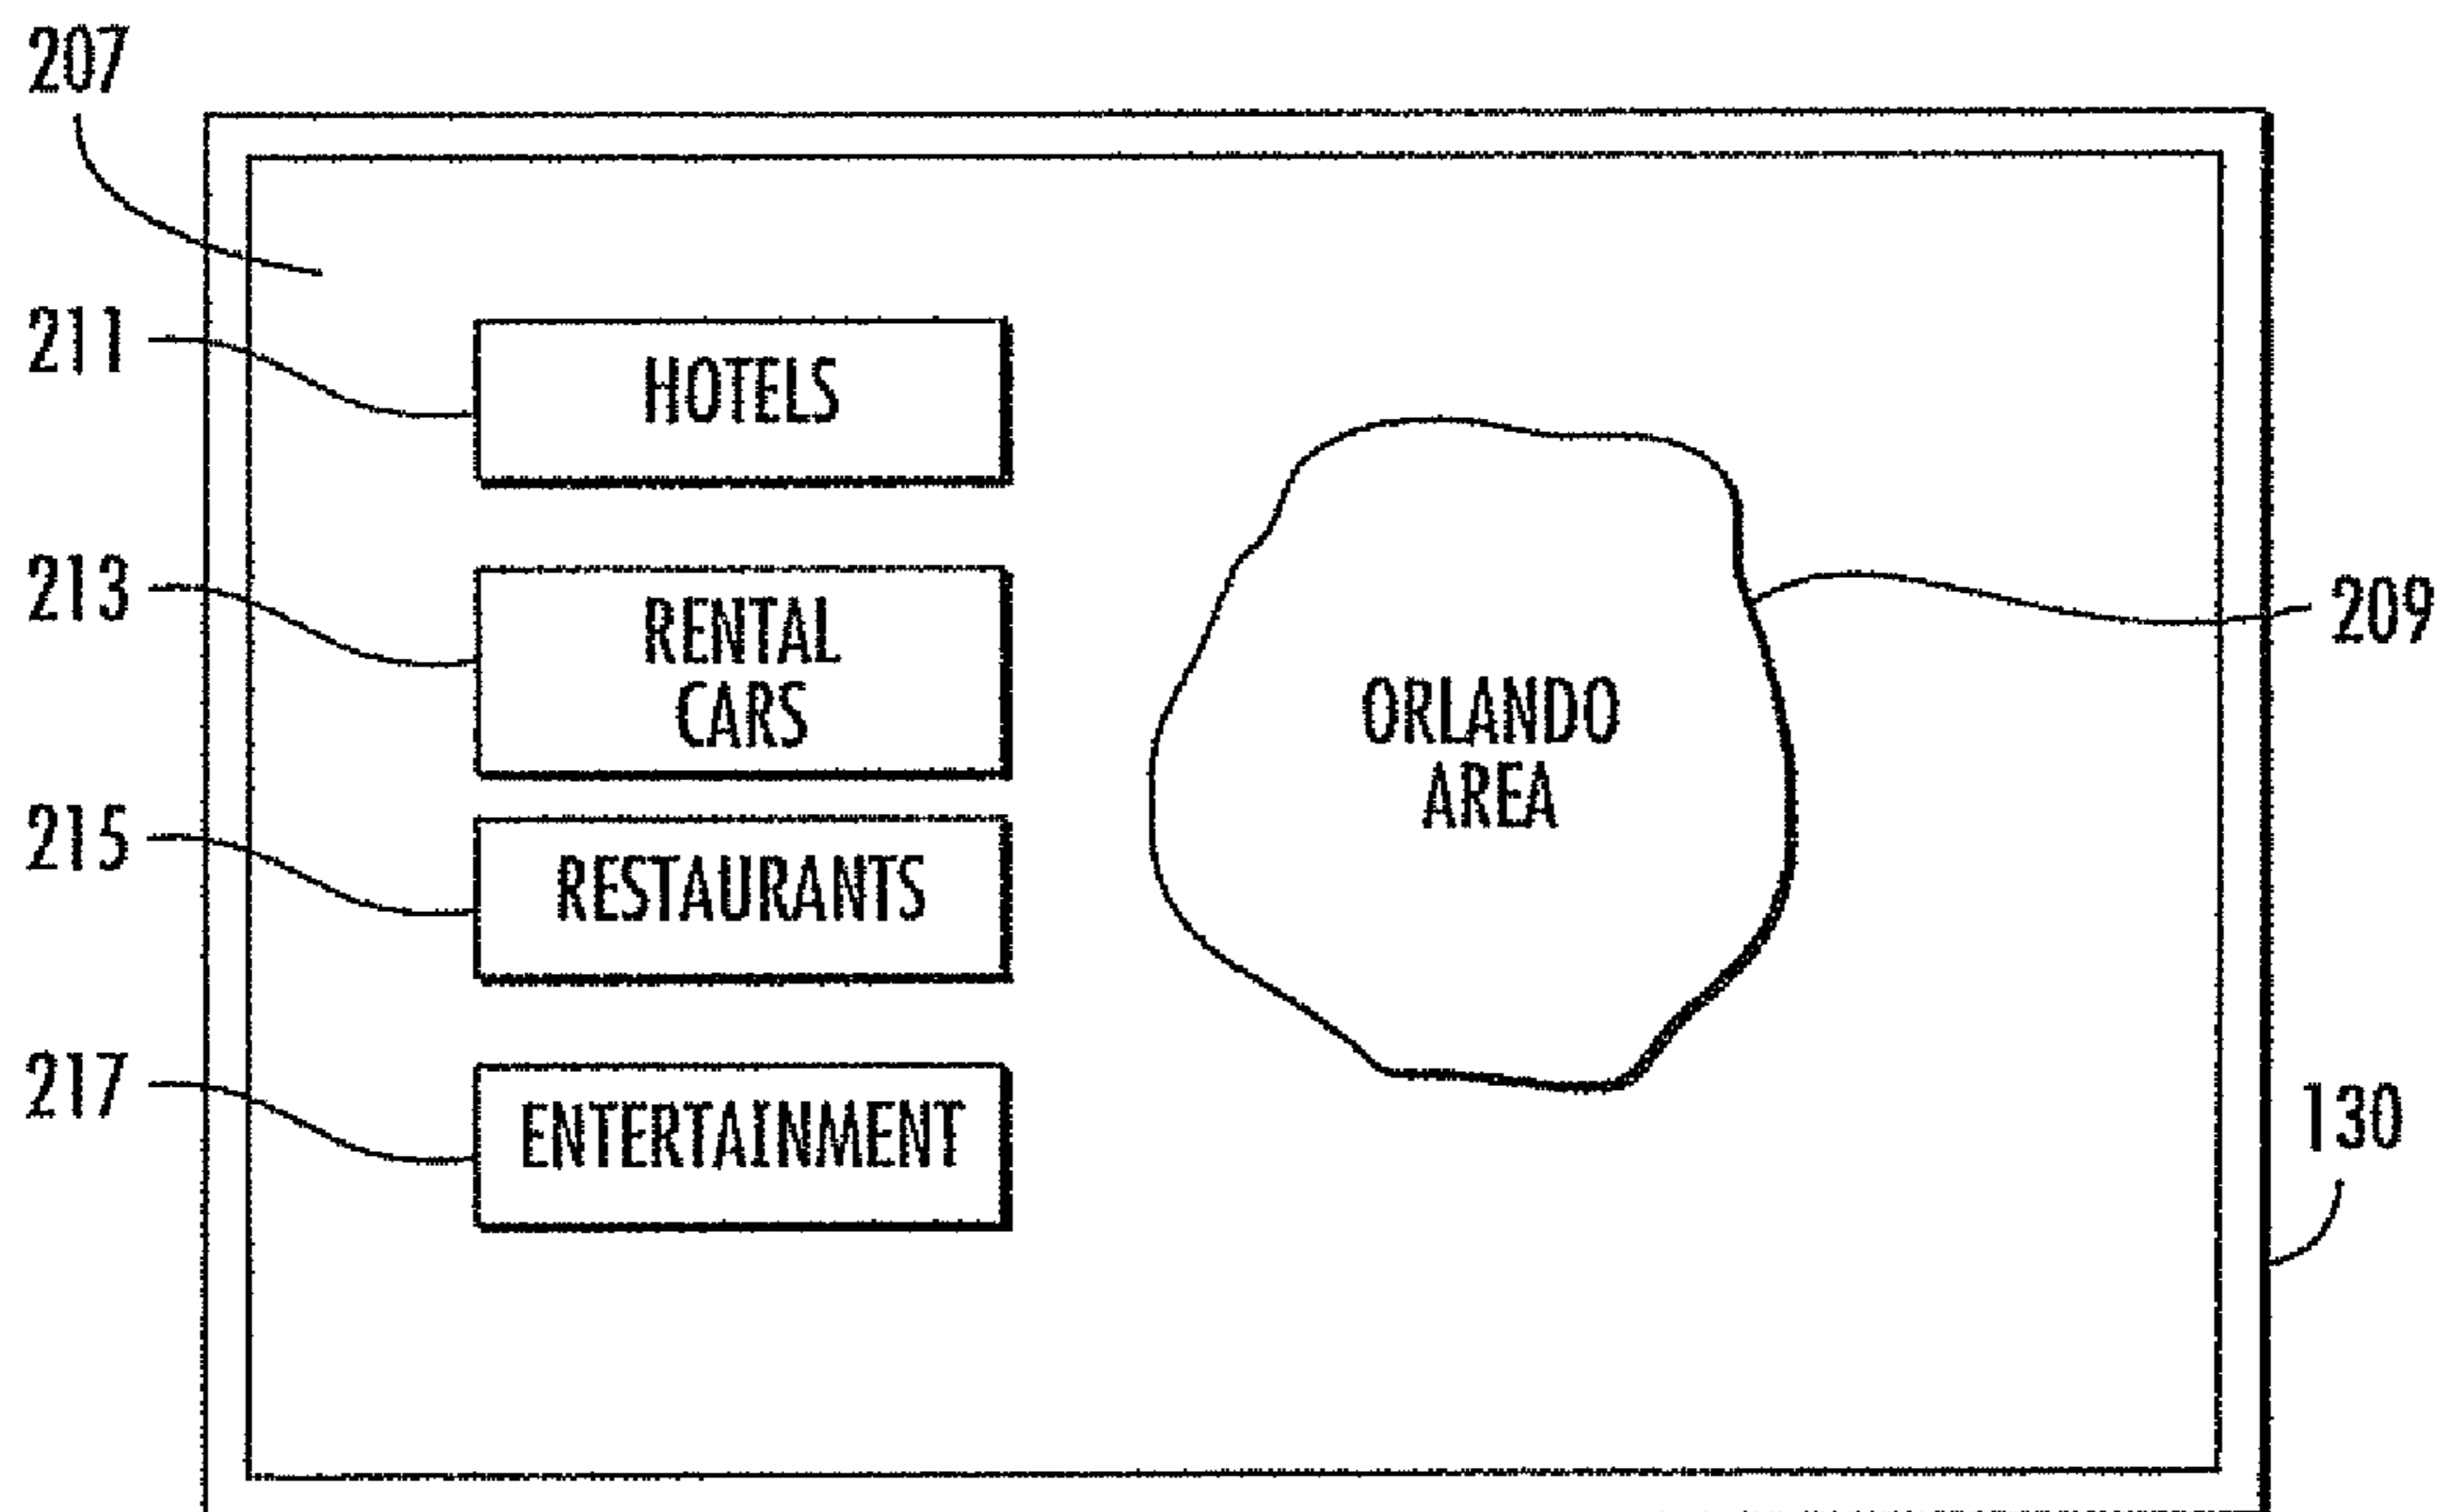 207
211
HOTELS
213
RENTAL
CARS
209
ORLANDO
AREA
215
RESTAURANTS
217
ENTERTAINMENT
130